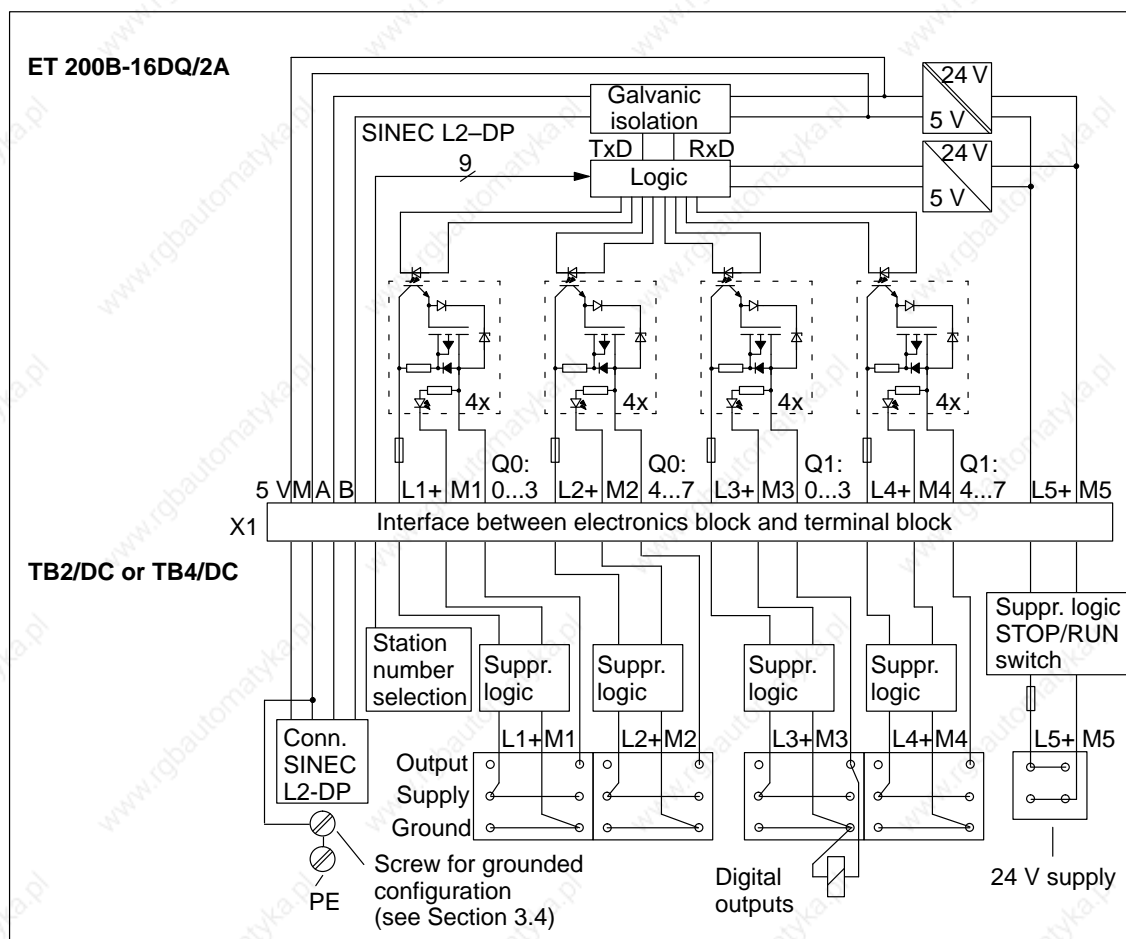 ET 200B-16DQ/2A
Galvanic
isolation
24 V
5 V
SINEC L2–DP
TxD RxD
9
Logic
24 V
5 V
4x 4x 4x 4x
Q0: Q0: Q1: Q1:
5 V M A B L1+ M1 0...3 L2+ M2 4...7 L3+ M3 0...3 L4+ M4 4...7 L5+ M5
X1 Interface between electronics block and terminal block
TB2/DC or TB4/DC
Suppr. logic
STOP/RUN
switch
Station
number
selection
Suppr.
logic
Suppr.
logic
Suppr.
logic
Suppr.
logic
L1+ M1 L2+ M2 L3+ M3 L4+ M4 L5+ M5
Conn.
SINEC
L2-DP
Output
Supply
Ground
Screw for grounded
configuration
(see Section 3.4)
PE
Digital
outputs
24 V supply
www.rgbautomatyka.pl